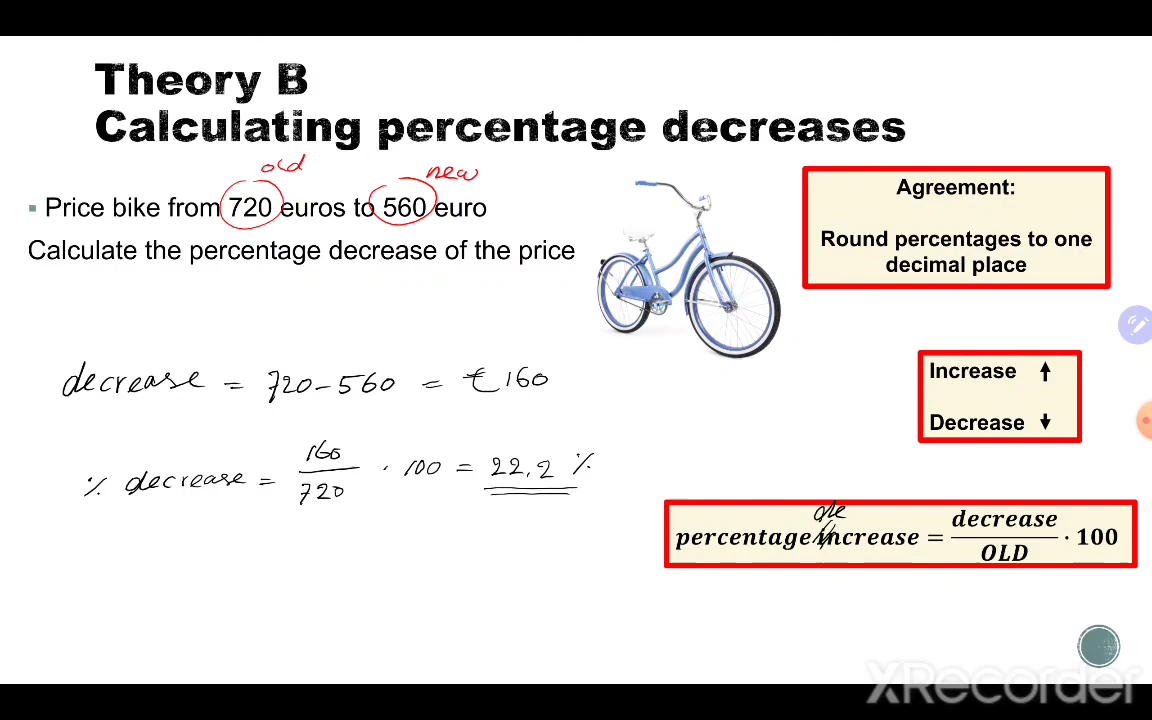 Theory B
Calculating percentage decreases
old
new
▪ Price bike from 720 euros to 560 euro
Calculate the percentage decrease of the price
Agreement:
Round percentages to one
decimal place
Increase ↑
Decrease ↓
decrease = 720 - 560 = € 160
% decrease = 160/720 · 100 = 22,2 %
de
percentage increase = decrease/OLD · 100
XRecorder